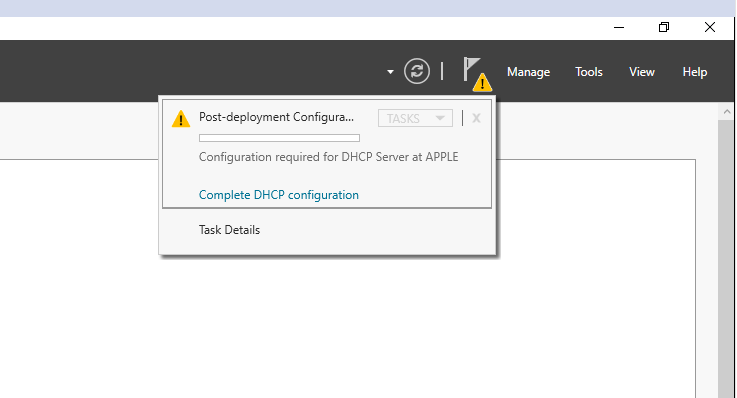 Manage Tools View Help
Post-deployment Configura... TASKS X
Configuration required for DHCP Server at APPLE
Complete DHCP configuration
Task Details